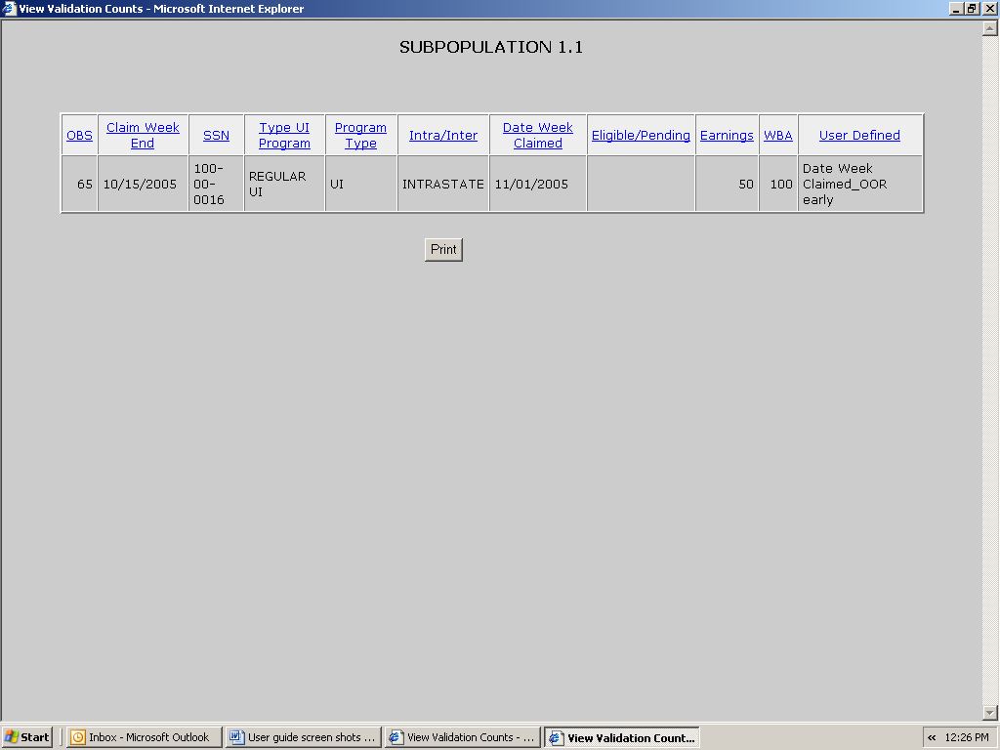 View Validation Counts - Microsoft Internet Explorer
SUBPOPULATION 1.1
OBS Claim Week End SSN Type UI Program Program Type Intra/Inter Date Week Claimed Eligible/Pending Earnings WBA User Defined
65 10/15/2005 100-00-0016 REGULAR UI UI INTRASTATE 11/01/2005 50 100 Date Week Claimed_OOR early
Print
Start Inbox - Microsoft Outlook User guide screen shots ... View Validation Counts - ... View Validation Count... « 12:26 PM